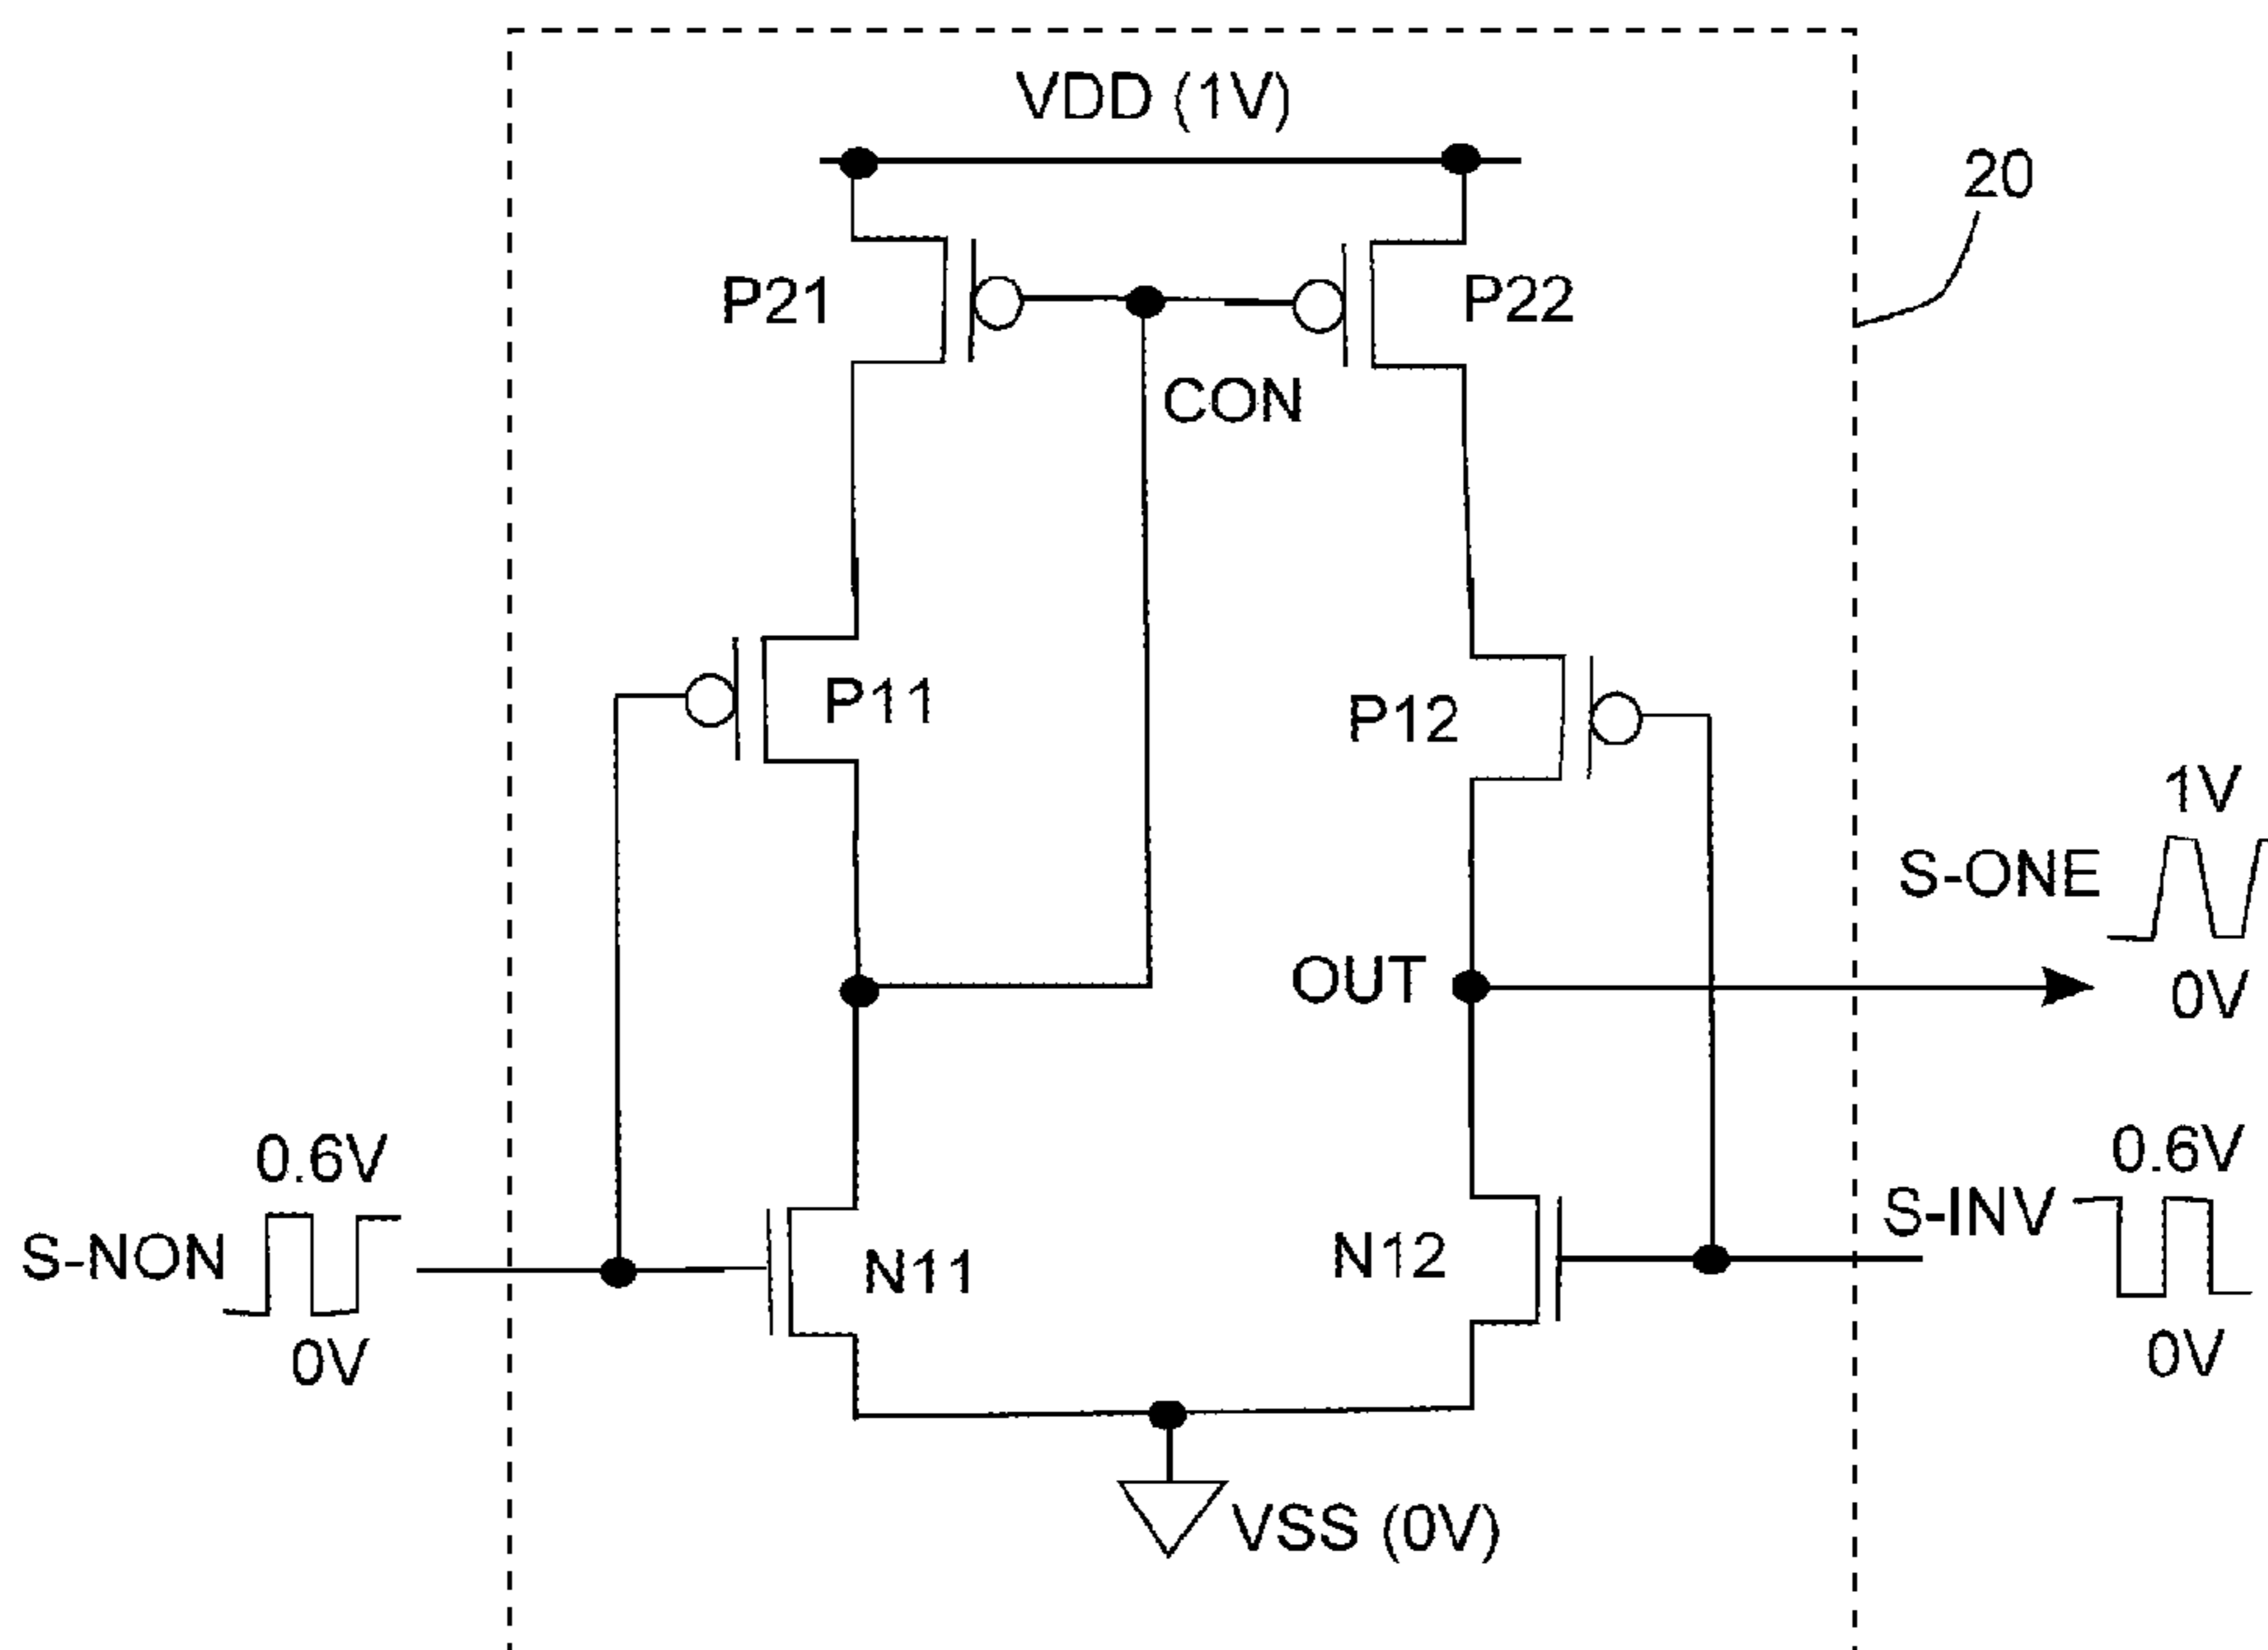 VDD (1V)
20
P21
P22
CON
P11
P12
1V
S-ONE
OUT
0V
0.6V
0.6V
S-INV
S-NON
N11
N12
0V
0V
VSS (0V)